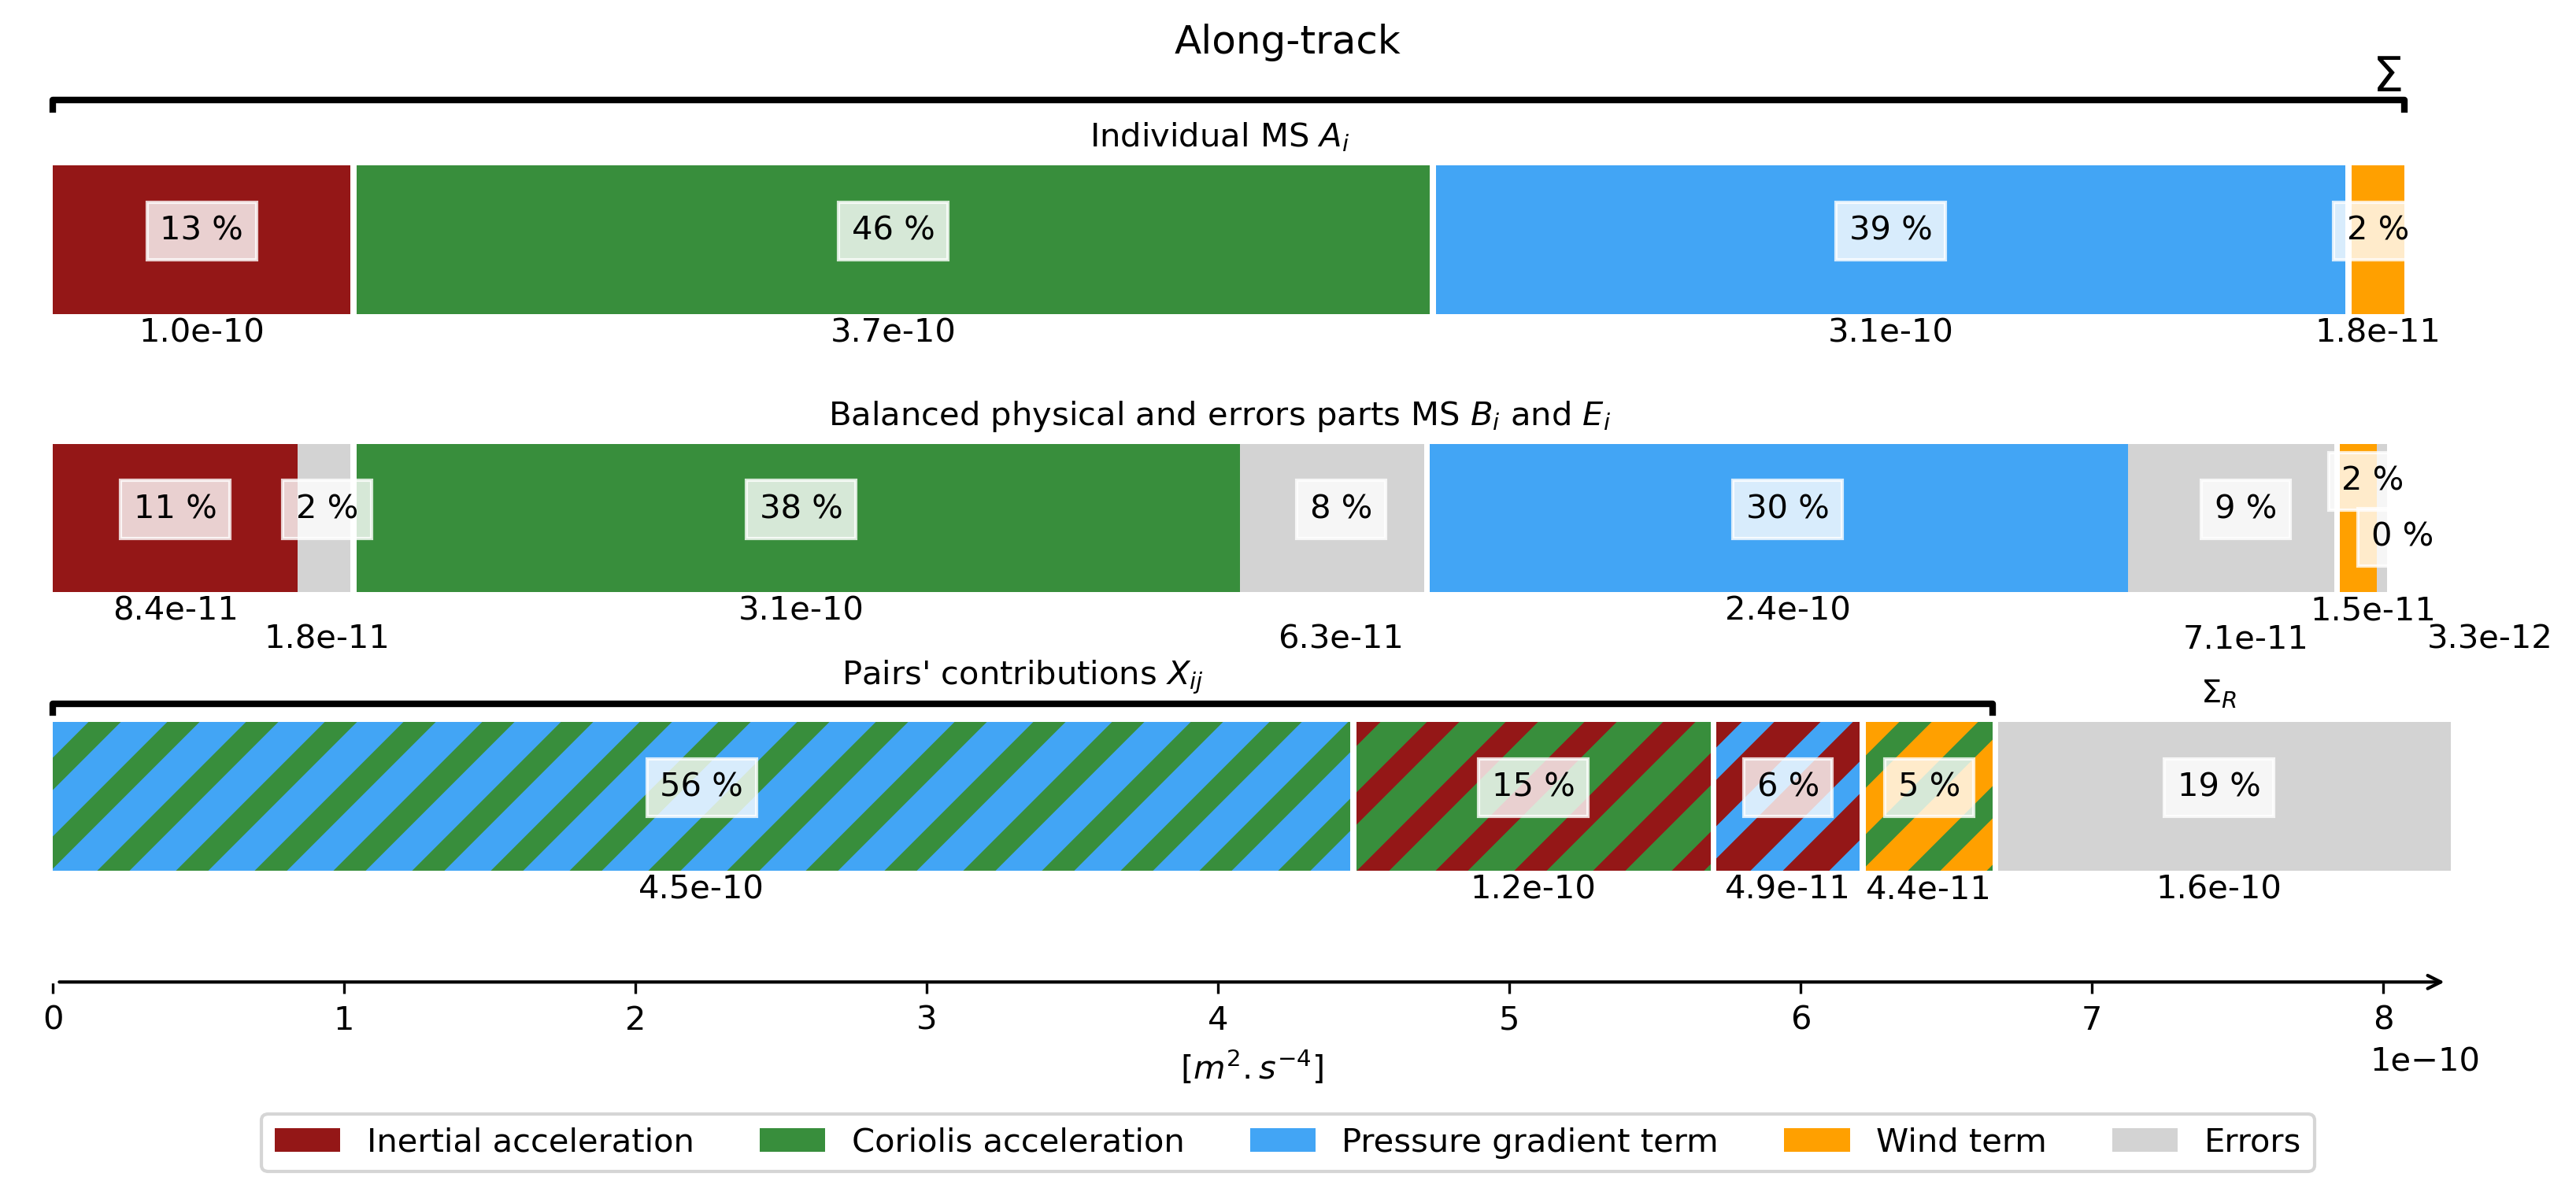 Along-track
Σ
Individual MS A_i
13 % 46 % 39 % 2 %
1.0e-10 3.7e-10 3.1e-10 1.8e-11
Balanced physical and errors parts MS B_i and E_i
11 % 2 % 38 % 8 % 30 % 9 % 2 %
0 %
8.4e-11 3.1e-10 2.4e-10 1.5e-11
1.8e-11 6.3e-11 7.1e-11 3.3e-12
Pairs' contributions X_ij
Σ_R
56 % 15 % 6 % 5 % 19 %
4.5e-10 1.2e-10 4.9e-11 4.4e-11 1.6e-10
0 1 2 3 4 5 6 7 8
1e−10
[m².s⁻⁴]
Inertial acceleration Coriolis acceleration Pressure gradient term Wind term Errors